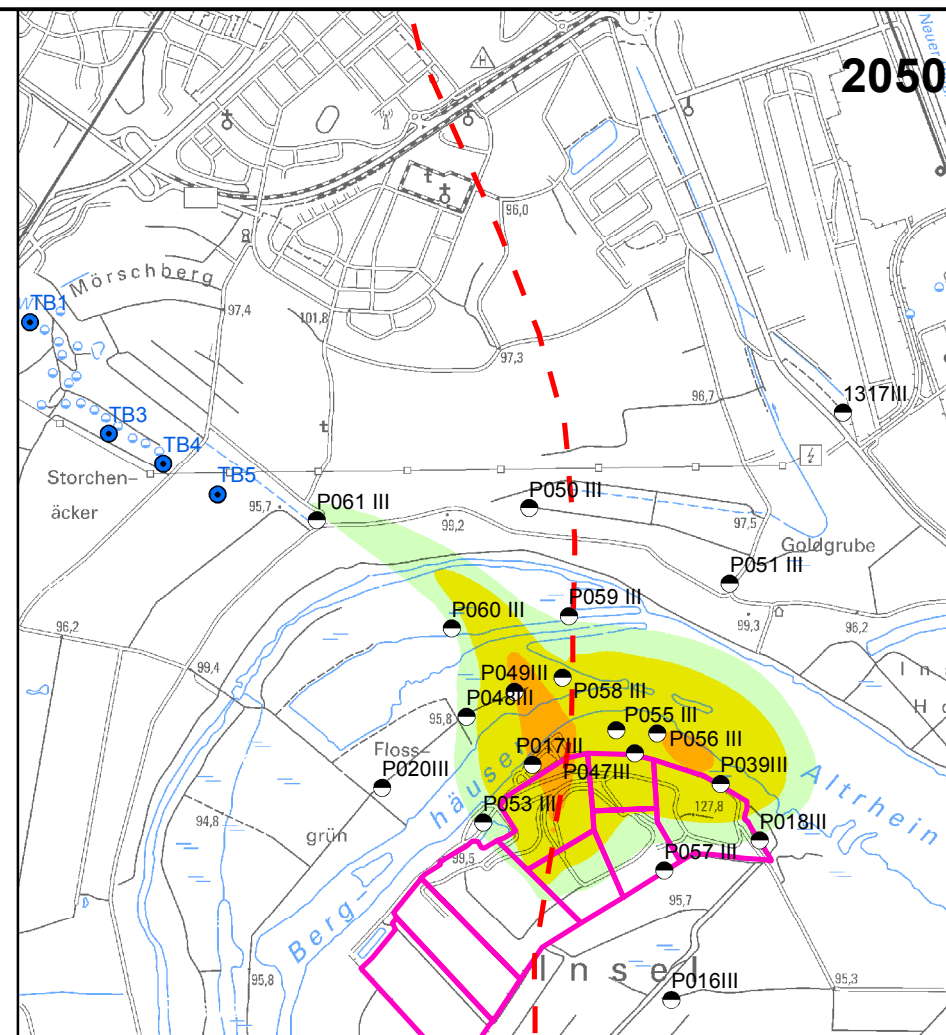 2050
Neuer
H
96,0
Mörschberg
W
TB1
97,4
101,8
97,3
96,7
1317III
TB3
TB4
Storchen-
TB5
äcker
95,7
P061 III
P050 III
99,2
97,5
Goldgrube
P051 III
P060 III
P059 III
99,3
96,2
96,2
99,4
Ins
P049III
P058 III
H
P048III
95,8
P055 III
P056 III
Floss-
P017III
P020III
P047III
P039III
Altrhein
häuser
127,8
94,8
P053 III
grün
P018III
99,5
P057 III
95,7
Berg-
95,8
Insel
P016III
95,3